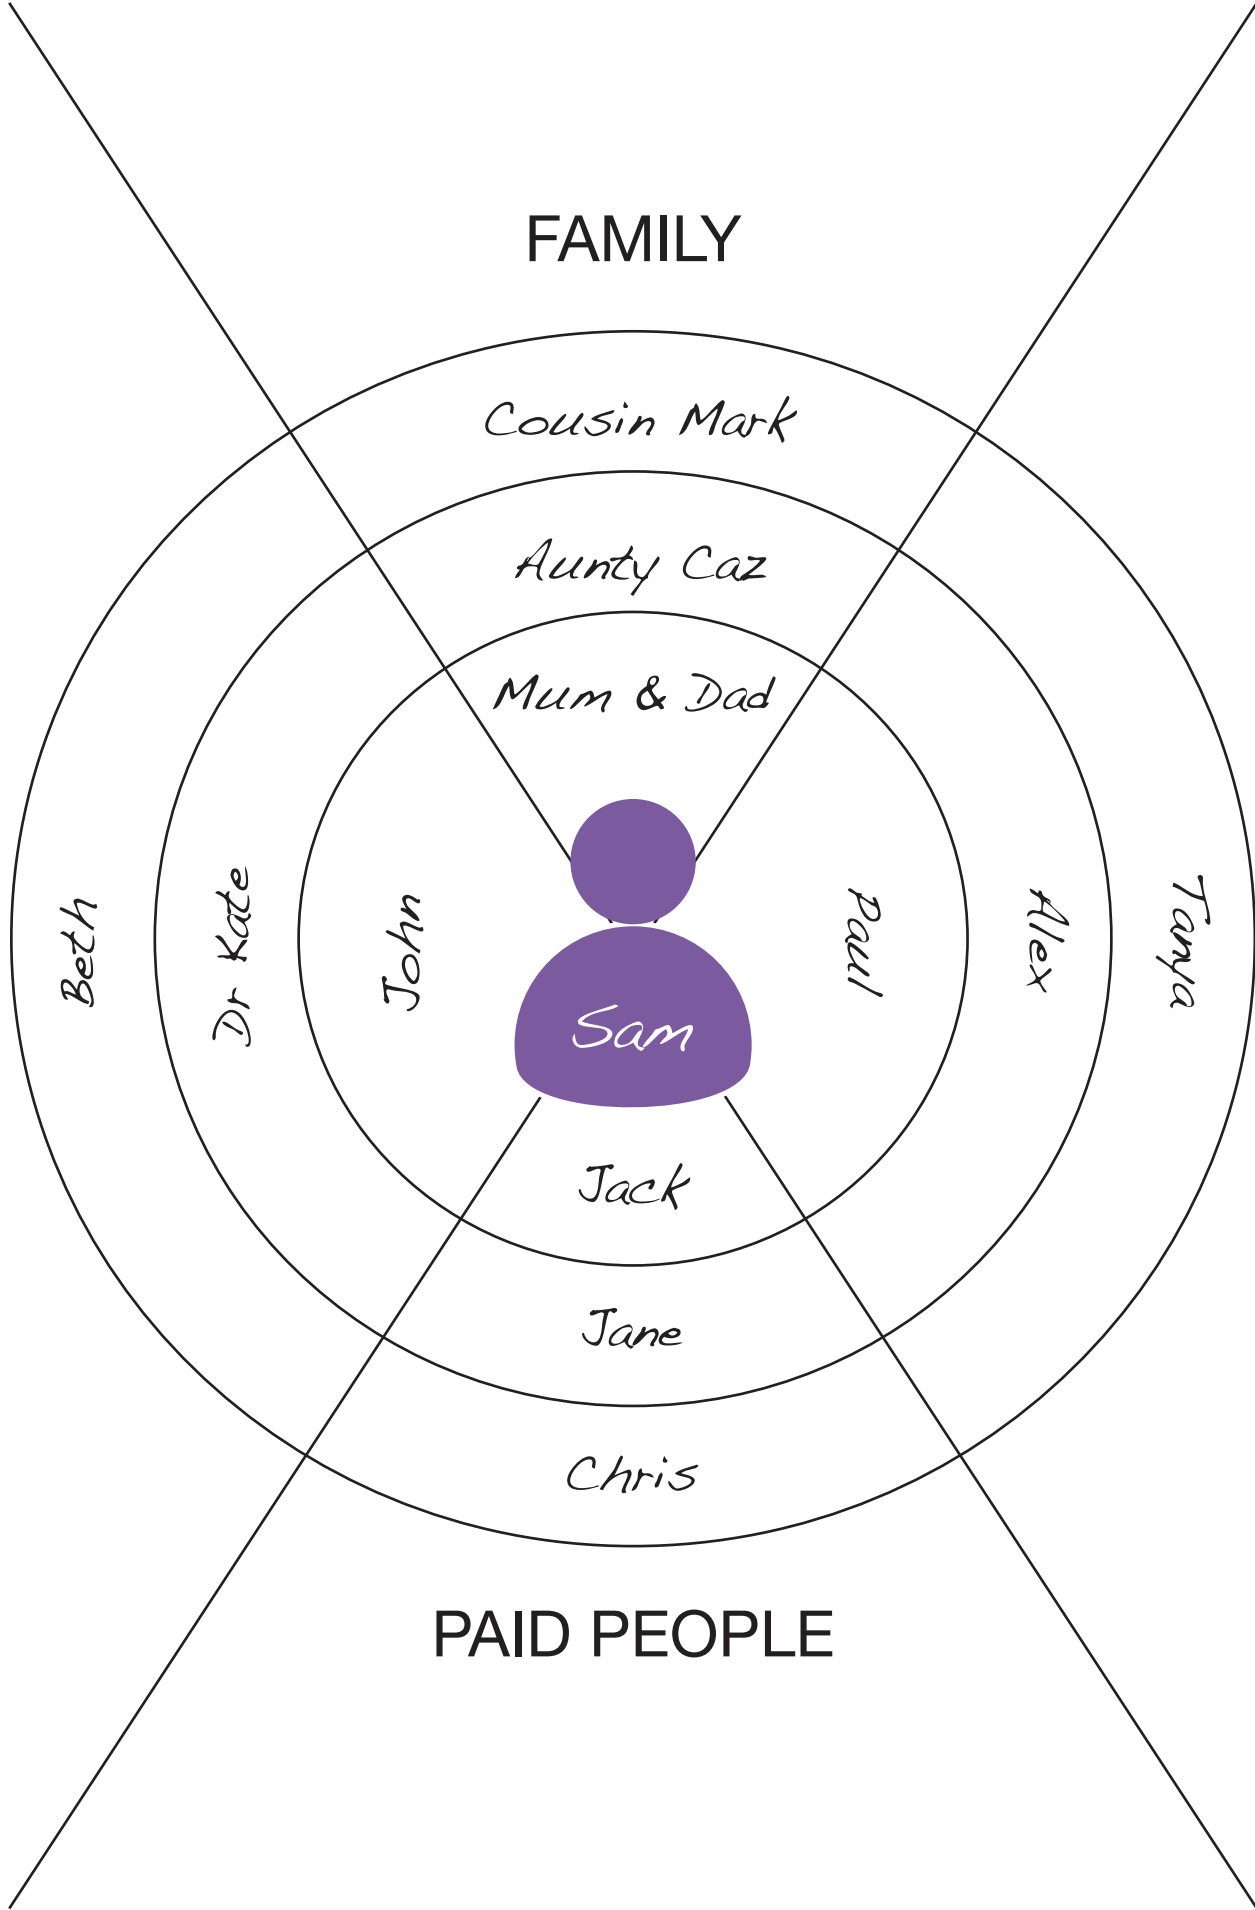 FAMILY
Cousin Mark
Aunty Caz
Mum & Dad
Beth
Dr Kate
John
Sam
Paul
Alex
Tanya
Jack
Jane
Chris
PAID PEOPLE